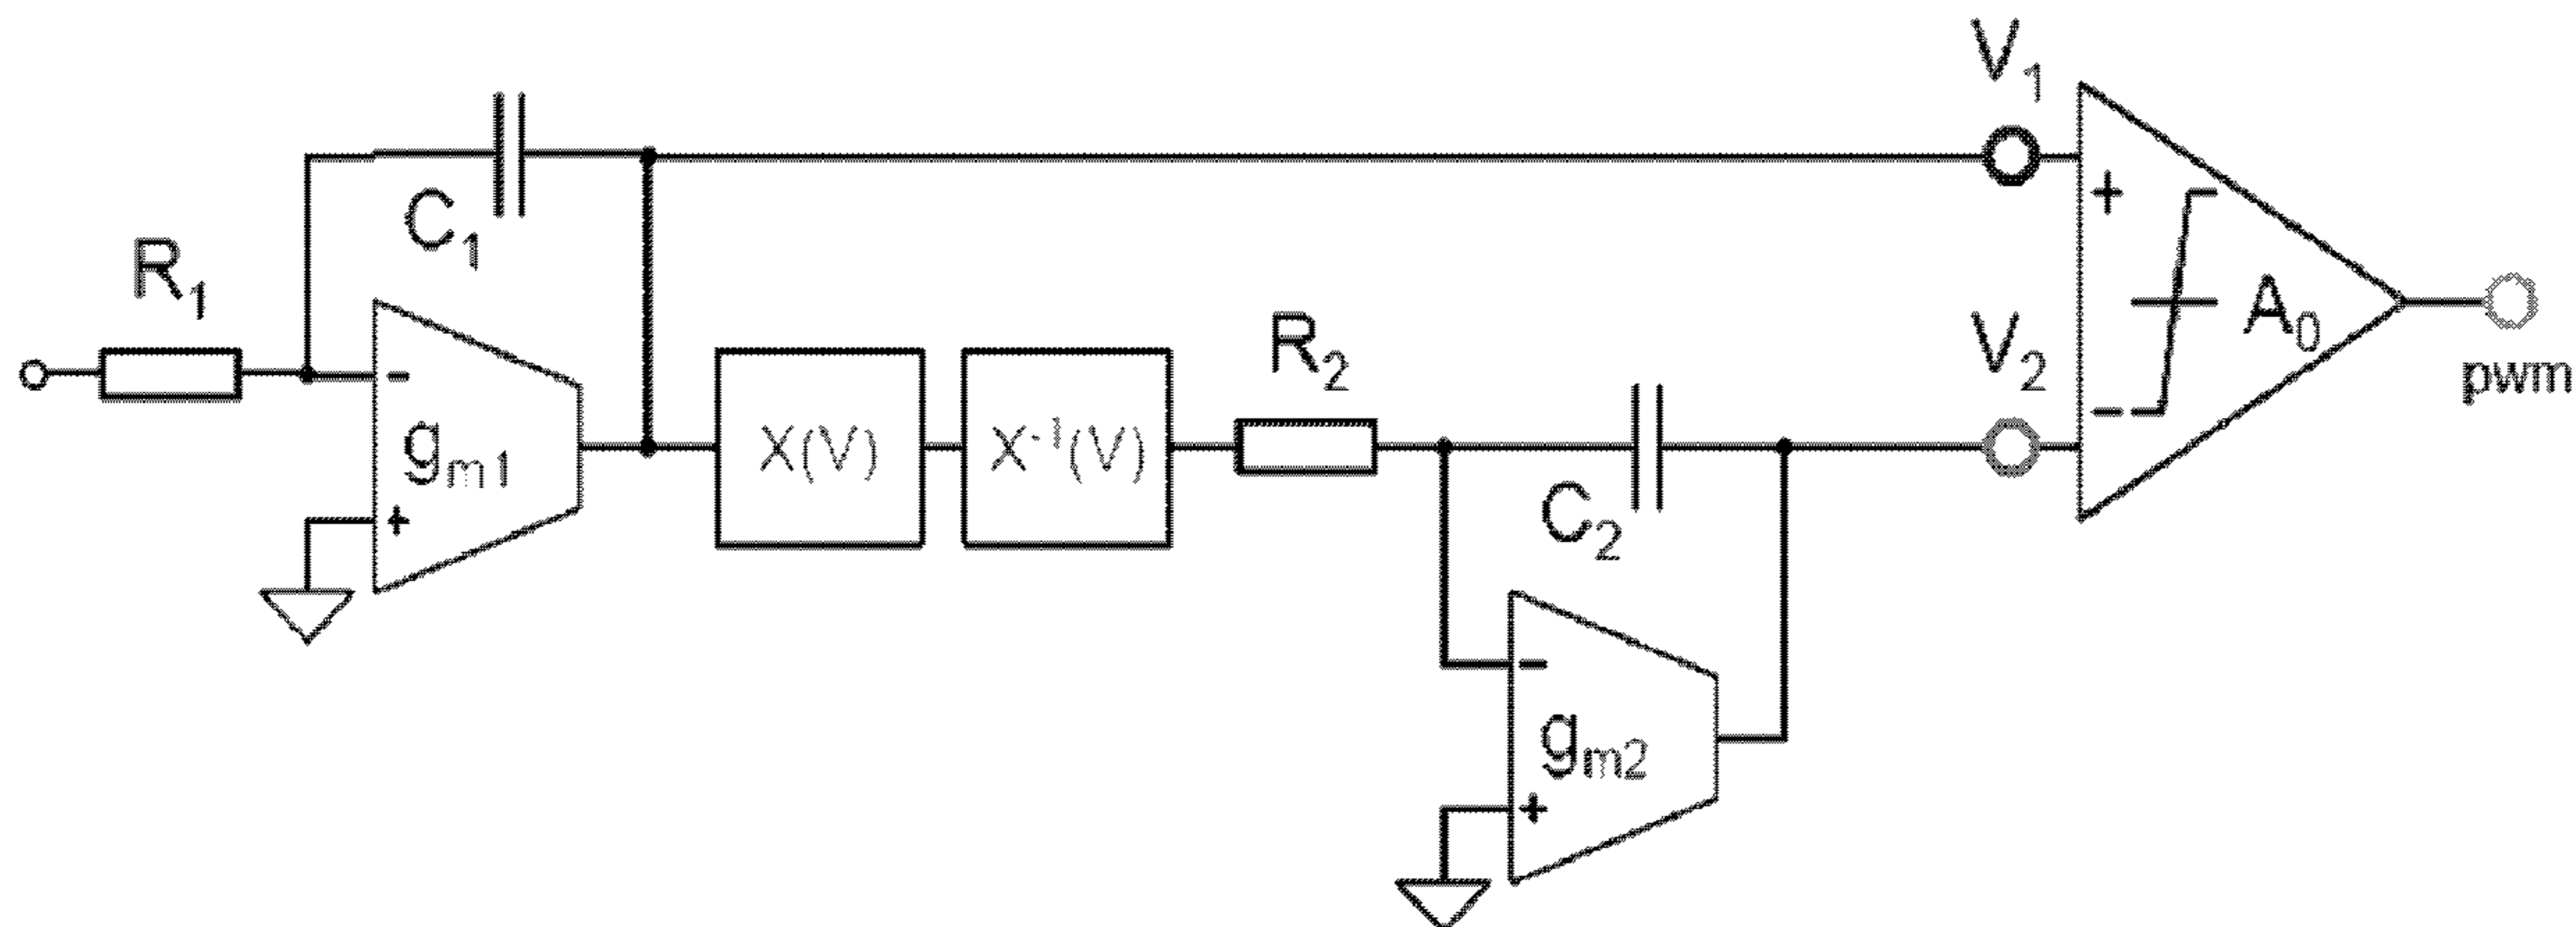 V₁
C₁
R₁
+
A₀
R₂
V₂
pwm
-
-
gₘ₁
X(V)
X⁻¹(V)
+
C₂
-
gₘ₂
+